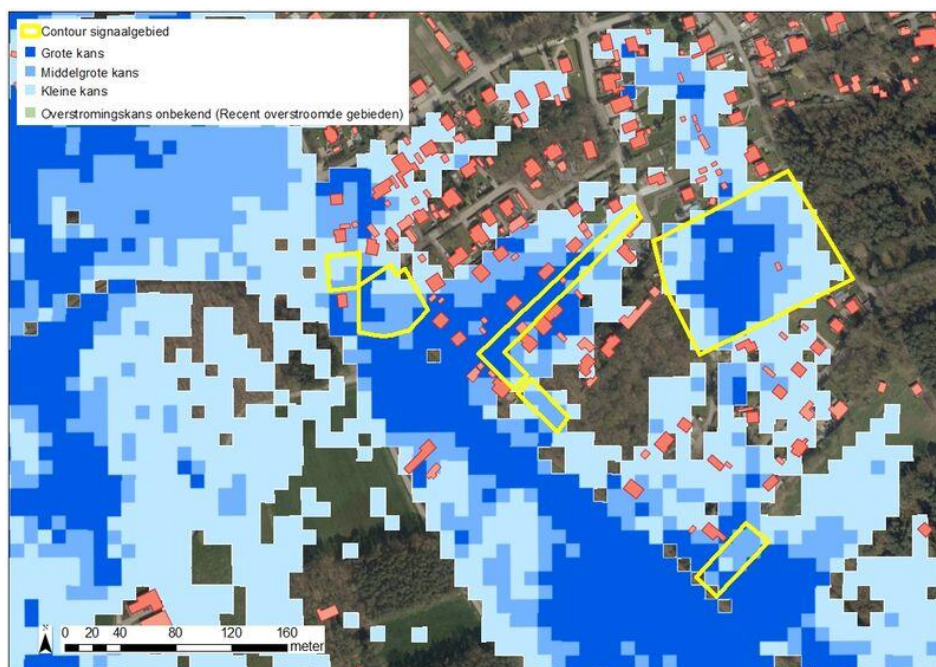 Contour signaalgebied
Grote kans
Middelgrote kans
Kleine kans
Overstromingskans onbekend (Recent overstroomde gebieden)
N
0 20 40 80 120 160
meter